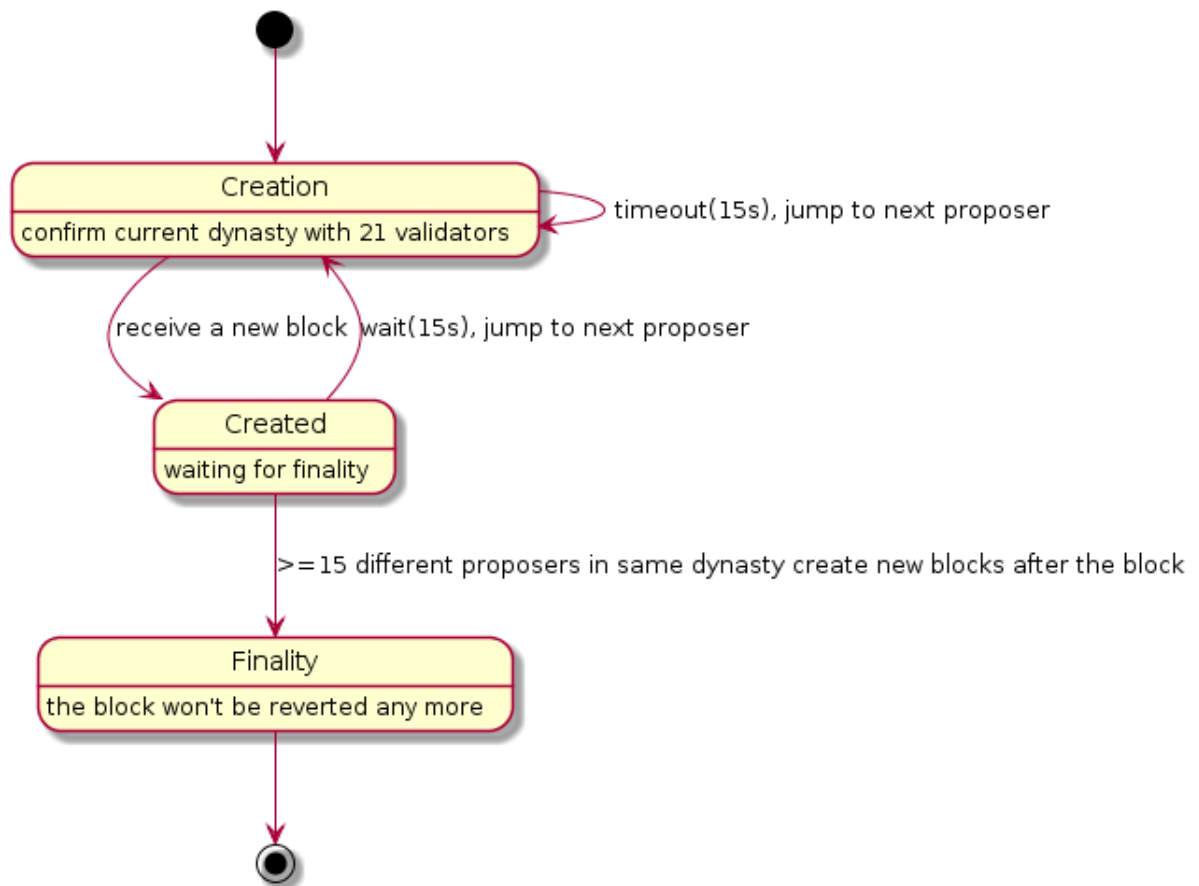 Creation
confirm current dynasty with 21 validators
timeout(15s), jump to next proposer
receive a new block
wait(15s), jump to next proposer
Created
waiting for finality
>=15 different proposers in same dynasty create new blocks after the block
Finality
the block won't be reverted any more